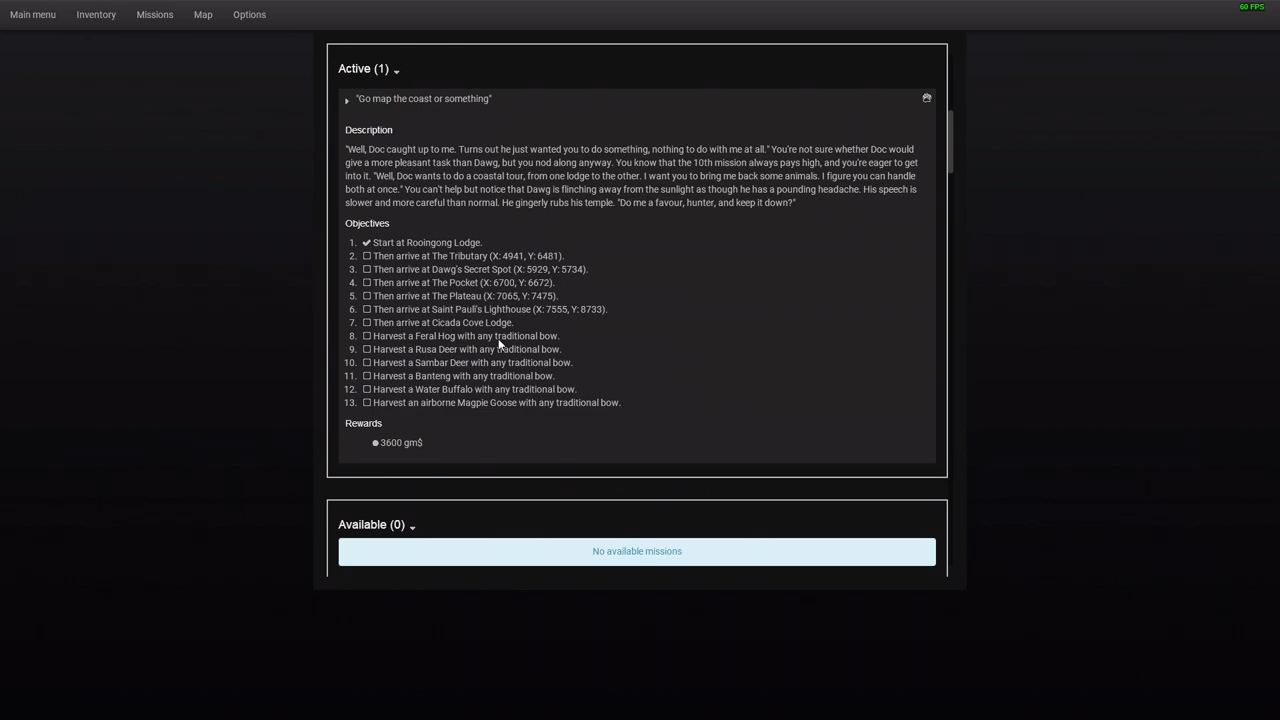 Main menu Inventory Missions Map Options
60 FPS
Active (1)
"Go map the coast or something"
Description
"Well, Doc caught up to me. Turns out he just wanted you to do something, nothing to do with me at all." You're not sure whether Doc would
give a more pleasant task than Dawg, but you nod along anyway. You know that the 10th mission always pays high, and you're eager to get
into it. "Well, Doc wants to do a coastal tour, from one lodge to the other. I want you to bring me back some animals. I figure you can handle
both at once." You can't help but notice that Dawg is flinching away from the sunlight as though he has a pounding headache. His speech is
slower and more careful than normal. He gingerly rubs his temple. "Do me a favour, hunter, and keep it down?"
Objectives
1. Start at Rooingong Lodge.
2. Then arrive at The Tributary (X: 4941, Y: 6481).
3. Then arrive at Dawg's Secret Spot (X: 5929, Y: 5734).
4. Then arrive at The Pocket (X: 6700, Y: 6672).
5. Then arrive at The Plateau (X: 7065, Y: 7475).
6. Then arrive at Saint Pauli's Lighthouse (X: 7555, Y: 8733).
7. Then arrive at Cicada Cove Lodge.
8. Harvest a Feral Hog with any traditional bow.
9. Harvest a Rusa Deer with any traditional bow.
10. Harvest a Sambar Deer with any traditional bow.
11. Harvest a Banteng with any traditional bow.
12. Harvest a Water Buffalo with any traditional bow.
13. Harvest an airborne Magpie Goose with any traditional bow.
Rewards
3600 gm$
Available (0)
No available missions